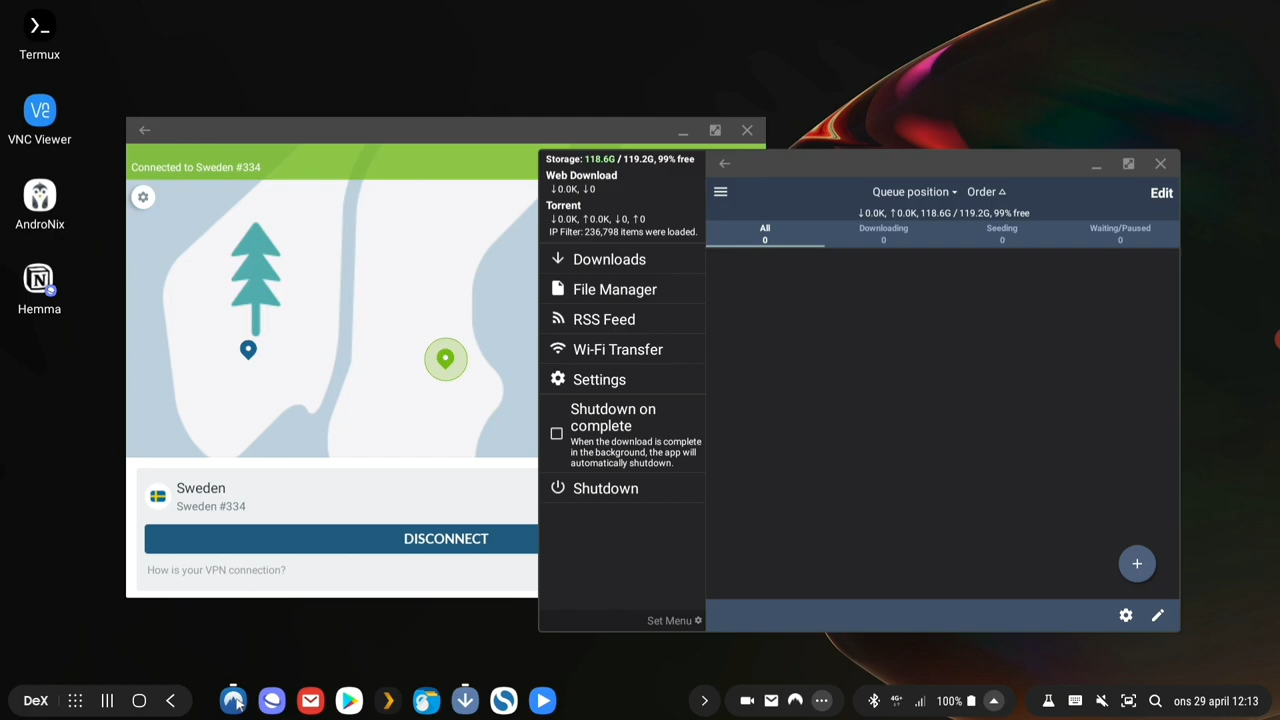 Termux
VNC Viewer
AndroNix
Hemma
Connected to Sweden #334
Sweden
Sweden #334
DISCONNECT
How is your VPN connection?
Storage: 118.6G / 119.2G, 99% free
Web Download
↓0.0K, ↓0
Torrent
↓0.0K, ↑0.0K, ↓0, ↑0
IP Filter: 236,798 items were loaded.
Downloads
File Manager
RSS Feed
Wi-Fi Transfer
Settings
Shutdown on
complete
When the download is complete
in the background, the app will
automatically shutdown.
Shutdown
Set Menu
Queue position Order
Edit
↓0.0K, ↑0.0K, 118.6G / 119.2G, 99% free
All Downloading Seeding Waiting/Paused
0 0 0 0
DeX
4G+ 100% ons 29 april 12:13